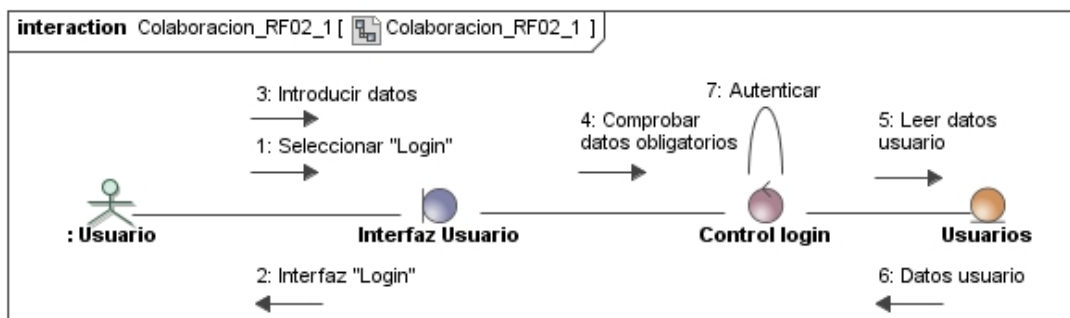 interaction Colaboracion_RF02_1 [ Colaboracion_RF02_1 ]
7: Autenticar
3: Introducir datos
4: Comprobar
datos obligatorios
5: Leer datos
usuario
1: Seleccionar "Login"
: Usuario
Interfaz Usuario
Control login
Usuarios
2: Interfaz "Login"
6: Datos usuario